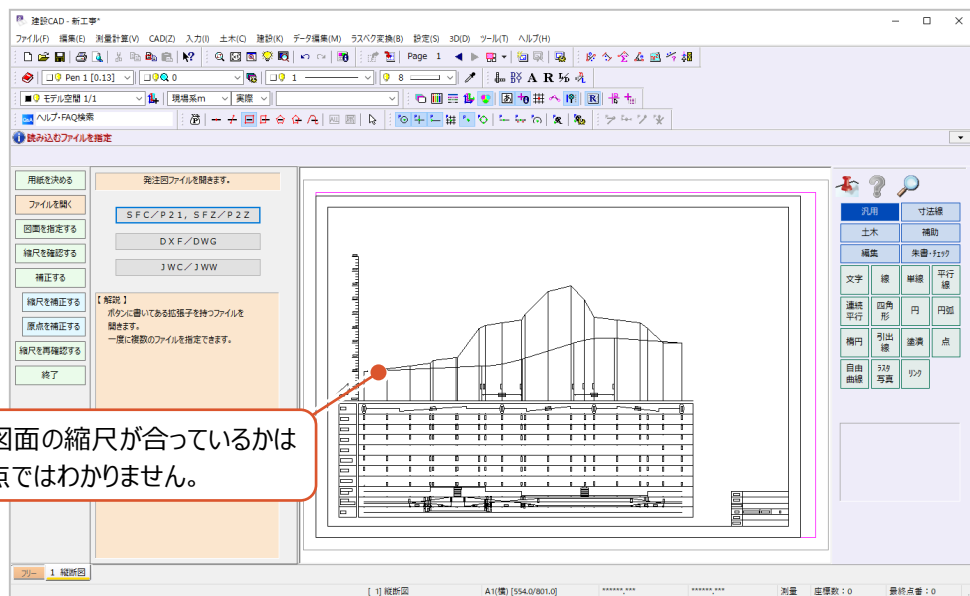 建設CAD - 新工事*
ファイル(F) 編集(E) 測量計算(V) CAD(Z) 入力(I) 土木(C) 建設(K) データ編集(M) ラスベク変換(B) 設定(S) 3D(D) ツール(T) ヘルプ(H)
Page 1
Pen 1 [0.13] 0 1 8
モデル空間 1/1 現場系m 実際
ヘルプ・FAQ検索
読み込むファイルを指定
用紙を決める
ファイルを開く
図面を指定する
縮尺を確認する
補正する
縮尺を補正する
原点を補正する
縮尺を再確認する
終了
発注図ファイルを開きます。
SFC/P21, SFZ/P2Z
DXF/DWG
JWC/JWW
【 解説 】
ボタンに書いてある拡張子を持つファイルを
開きます。
一度に複数のファイルを指定できます。
図面の縮尺が合っているかは
点ではわかりません。
汎用 寸法線
土木 補助
編集 朱書・チェック
文字 線 単線 平行線
連続平行 四角形 円 円弧
楕円 引出線 塗潰 点
自由曲線 ラスタ写真 リンク
フリー 1 縦断図
[ 1] 縦断図 A1(横) [554.0/801.0] ******.*** ******.*** 測量 座標数：0 最終点番：0